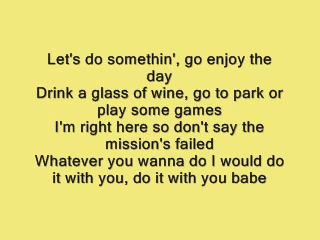 Let's do somethin', go enjoy the
day
Drink a glass of wine, go to park or
play some games
I'm right here so don't say the
mission's failed
Whatever you wanna do I would do
it with you, do it with you babe